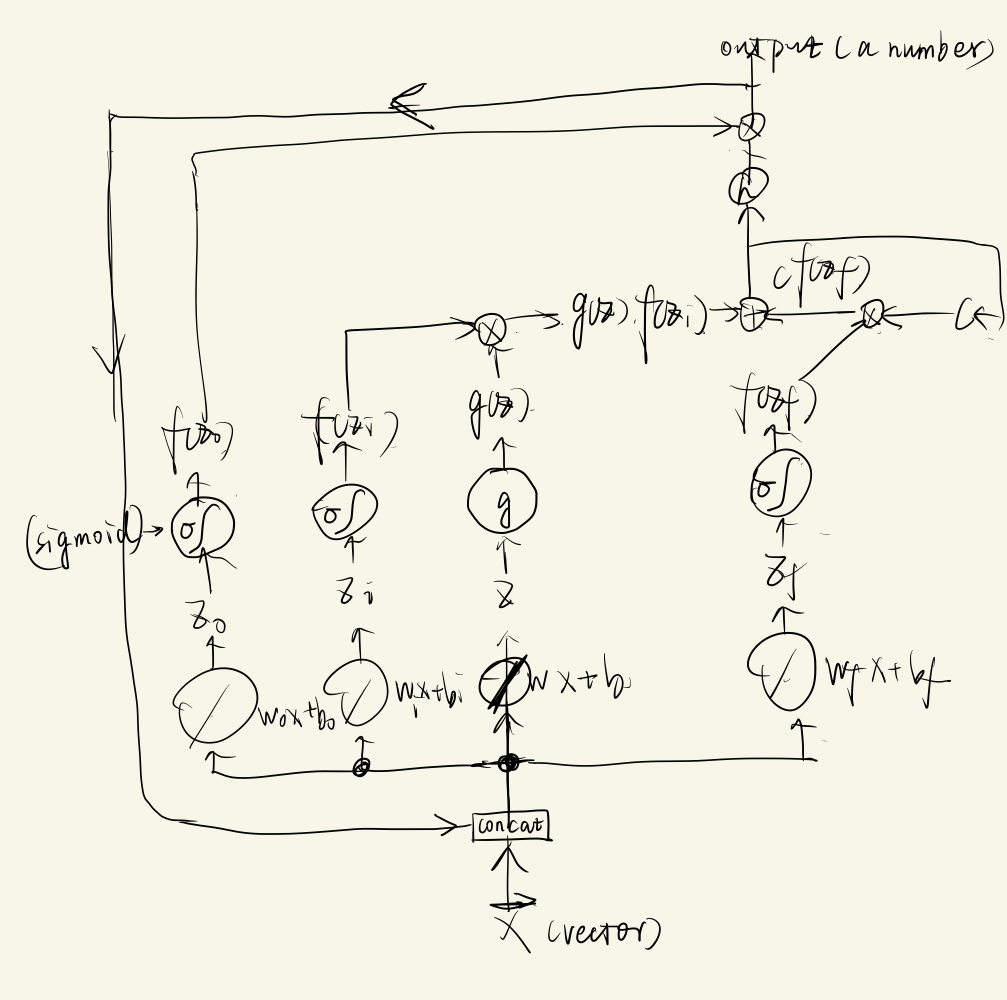 output (a number)
h
c f(zf)
g(z) f(zi)
c
f(zo)
f(zi)
g(z)
f(zf)
(sigmoid)
σ
σ
g
σ
zo
zi
z
zf
wox+bo
wix+bi
wx+b
wfx+bf
concat
x (vector)